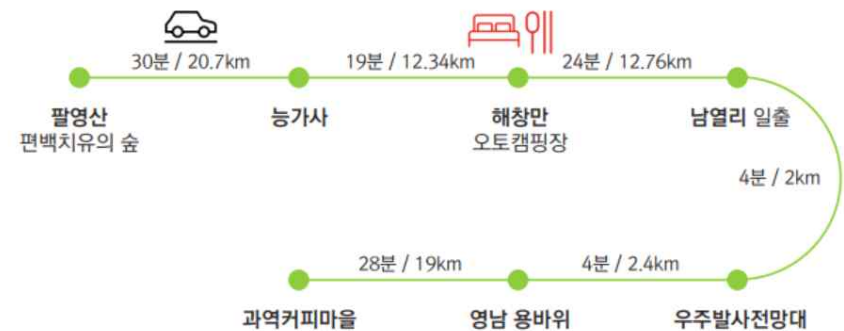 30분 / 20.7km
19분 / 12.34km
24분 / 12.76km
팔영산
편백치유의 숲
능가사
해창만
오토캠핑장
남열리 일출
4분 / 2km
28분 / 19km
4분 / 2.4km
과역커피마을
영남 용바위
우주발사전망대